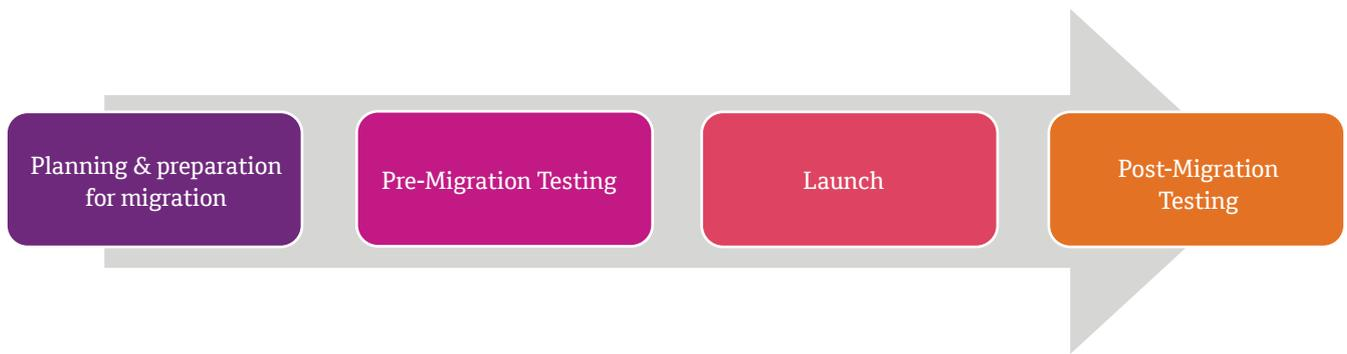 Planning & preparation
for migration
Pre-Migration Testing
Launch
Post-Migration
Testing